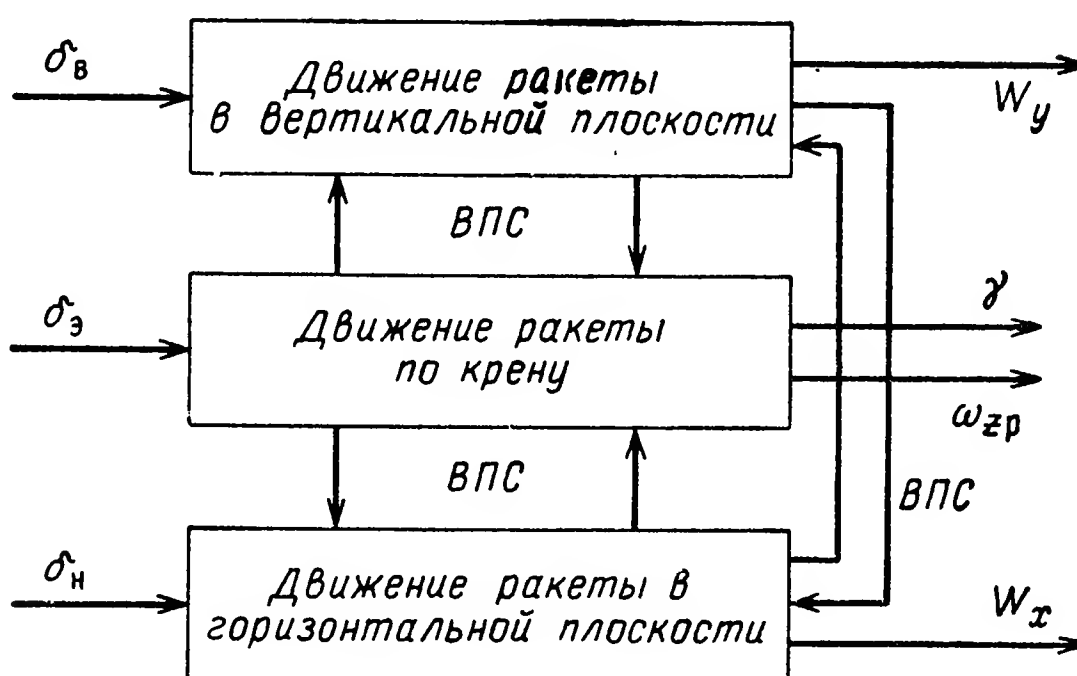 δв
Движение ракеты
в вертикальной плоскости
Wy
ВПС
δэ
Движение ракеты
по крену
γ
ωzp
ВПС
ВПС
δн
Движение ракеты в
горизонтальной плоскости
Wx